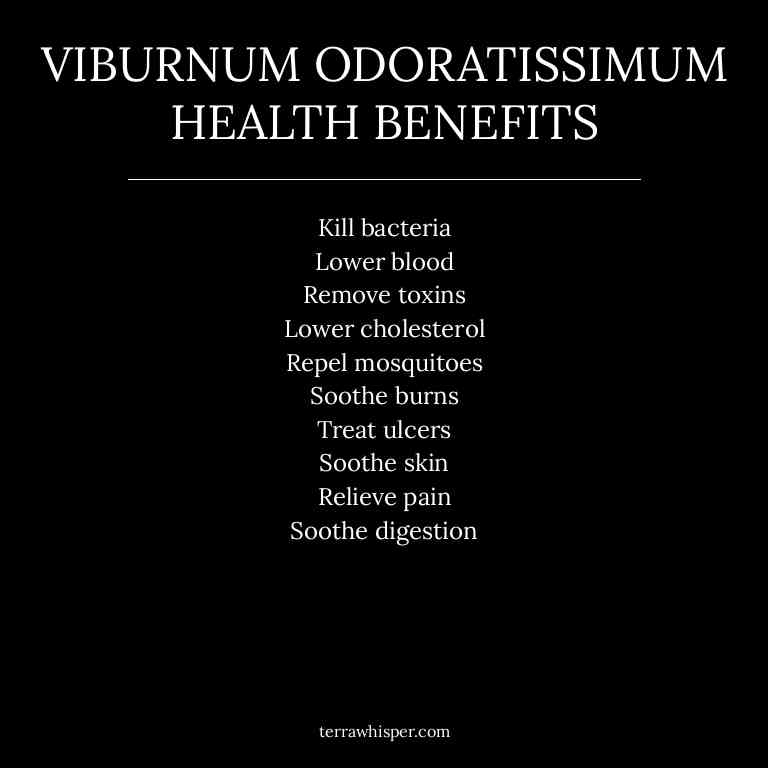 VIBURNUM ODORATISSIMUM
HEALTH BENEFITS
Kill bacteria
Lower blood
Remove toxins
Lower cholesterol
Repel mosquitoes
Soothe burns
Treat ulcers
Soothe skin
Relieve pain
Soothe digestion
terrawhisper.com